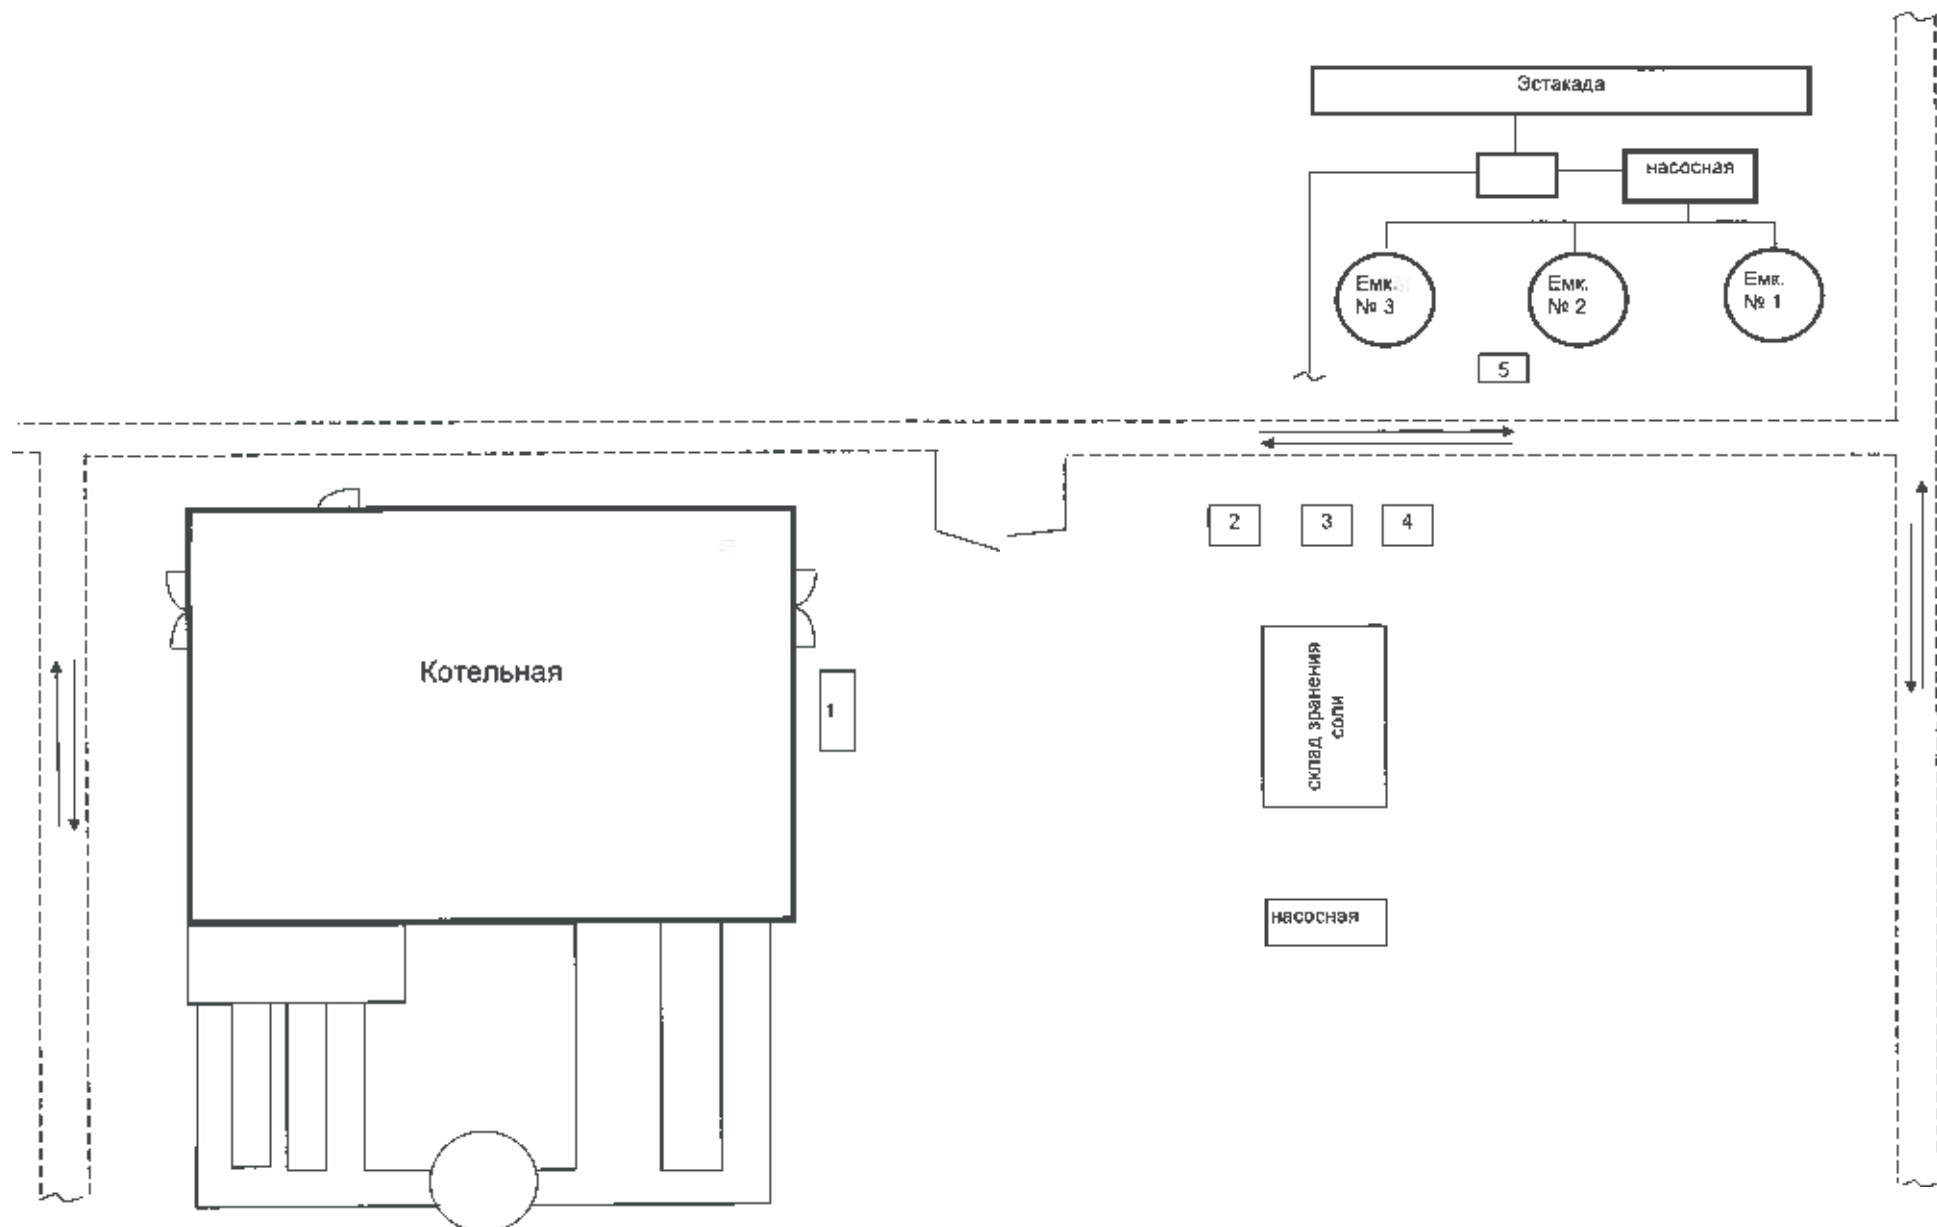 Эстакада
насосная
Емк.
№ 3
Емк.
№ 2
Емк.
№ 1
5
2
3
4
Котельная
1
склад зранения
соли
насосная